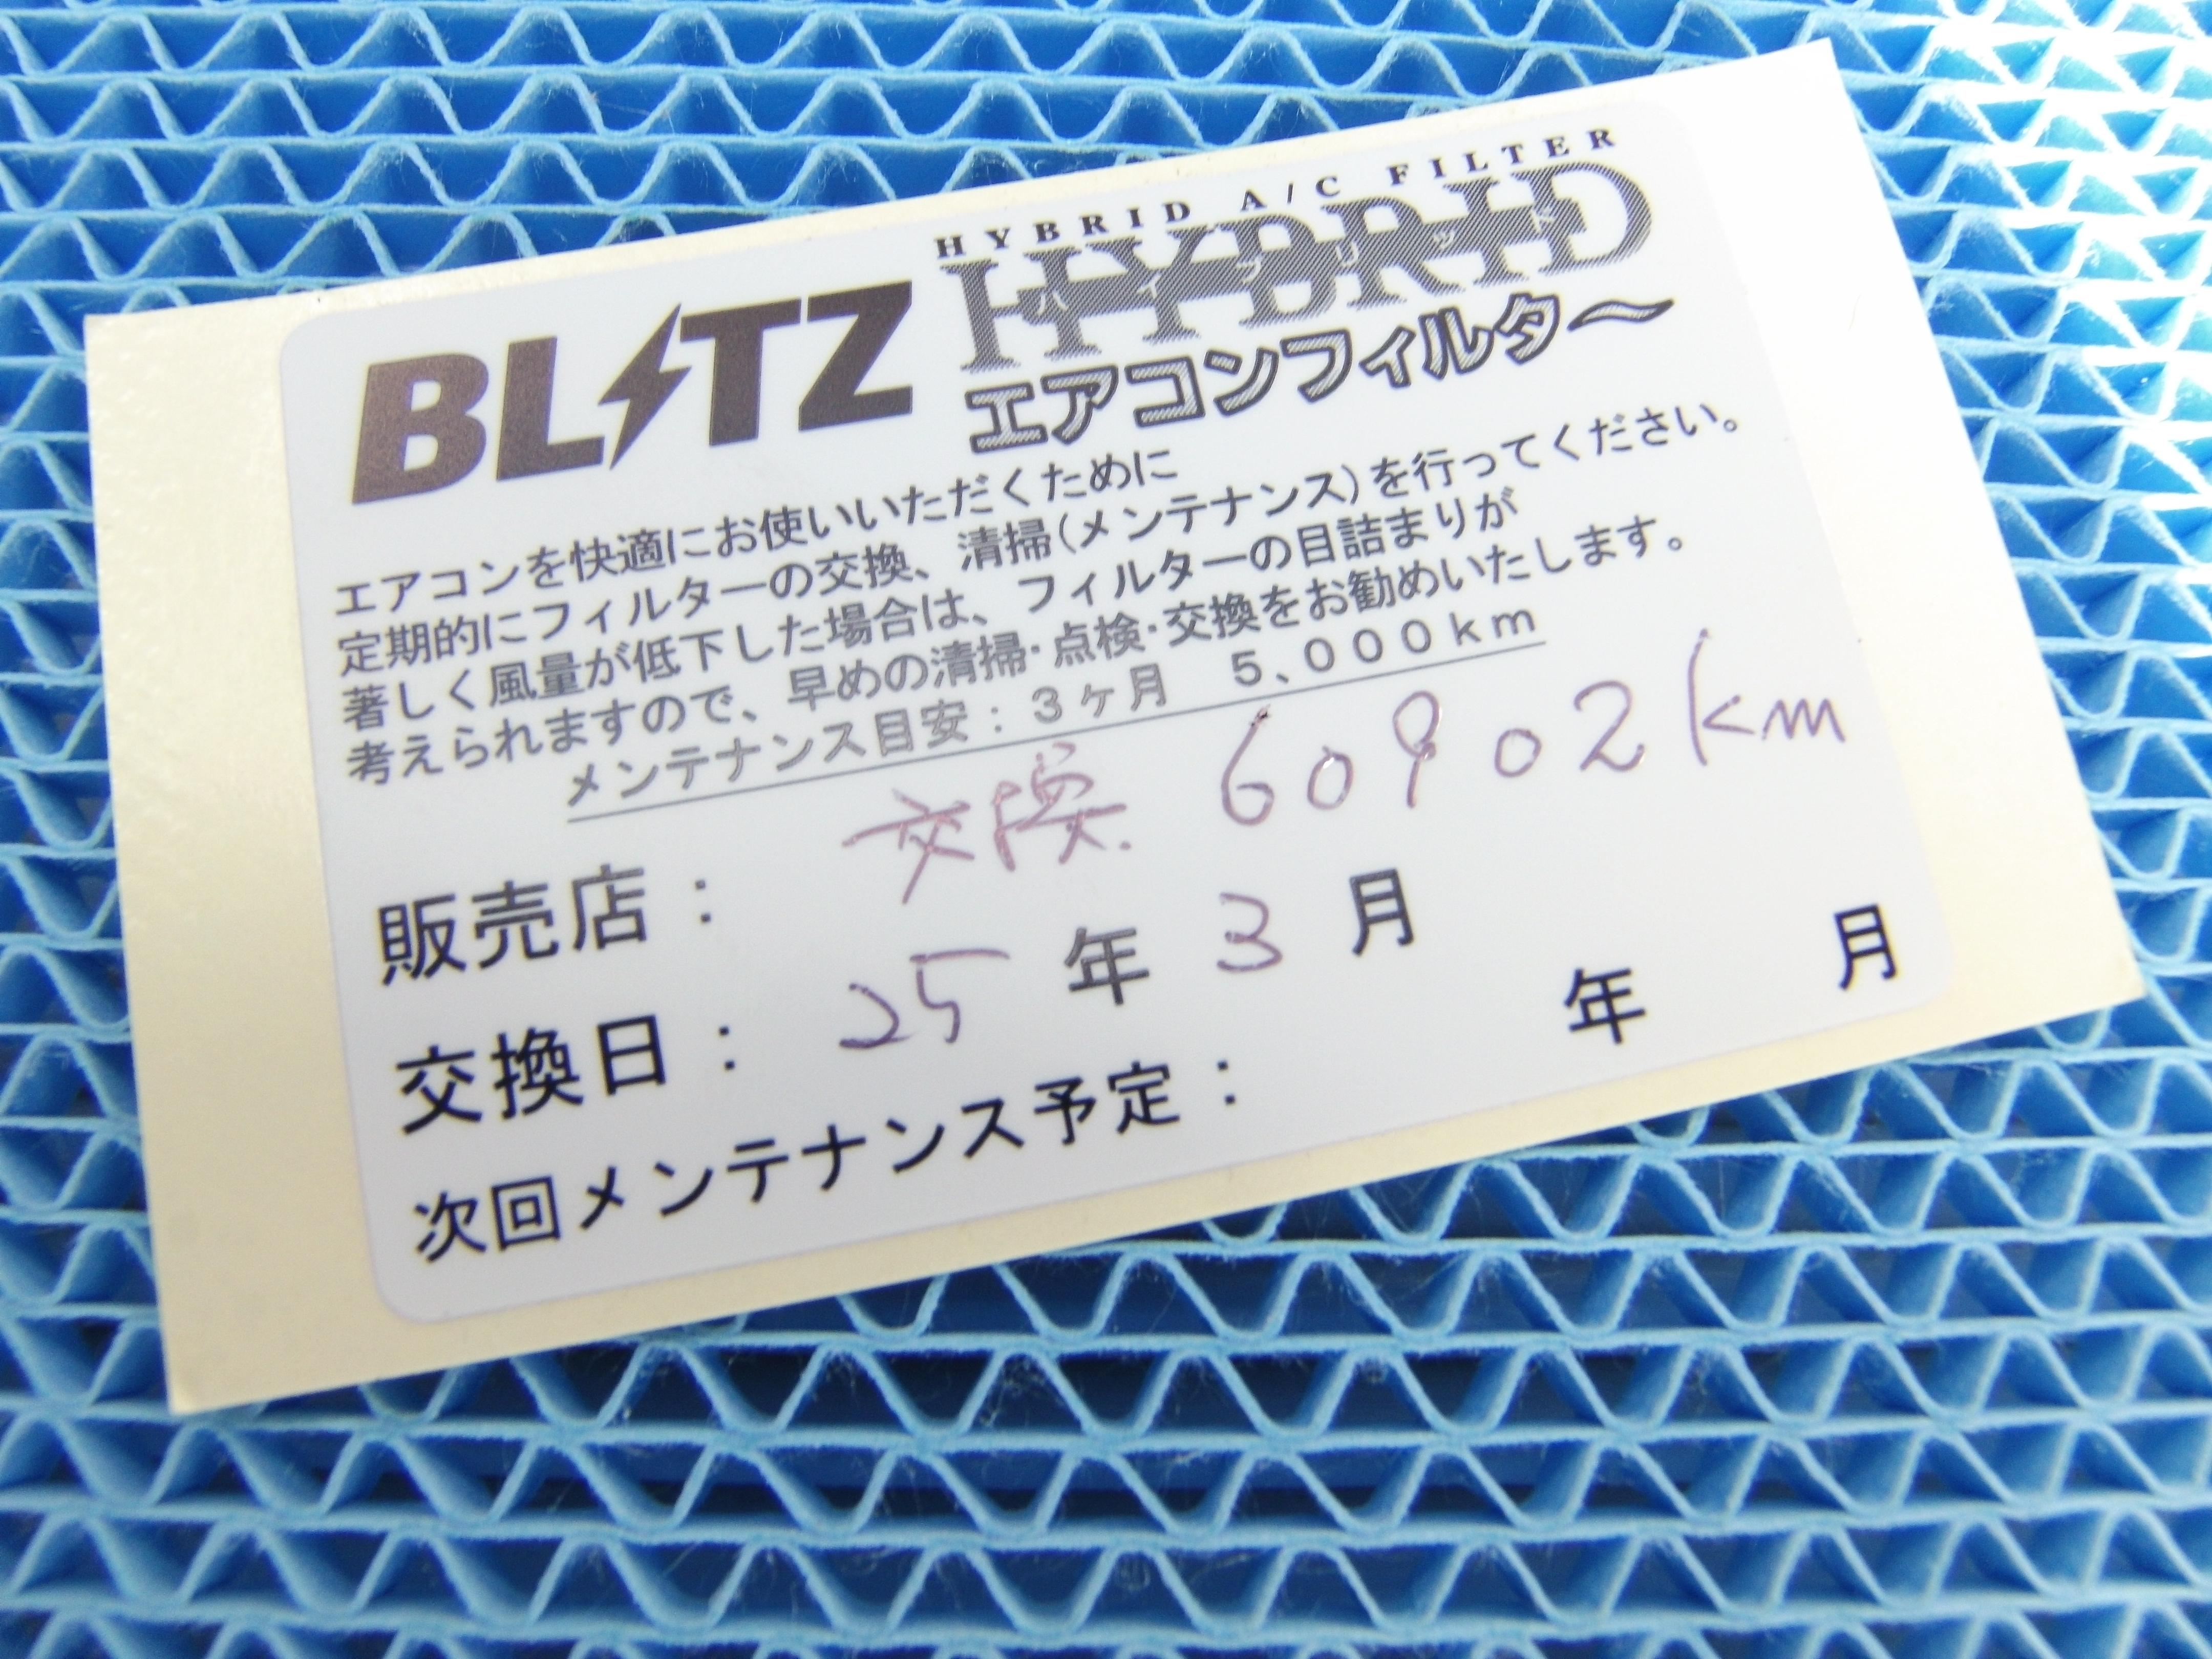 BLITZ
HYBRID A/C FILTER
HYBRID
ハイブリッド
エアコンフィルター
エアコンを快適にお使いいただくために
定期的にフィルターの交換、清掃(メンテナンス)を行ってください。
著しく風量が低下した場合は、フィルターの目詰まりが
考えられますので、早めの清掃・点検・交換をお勧めいたします。
メンテナンス目安：3ヶ月 5、000km
交換 60902km
販売店：
交換日： 25年 3月
次回メンテナンス予定： 年 月